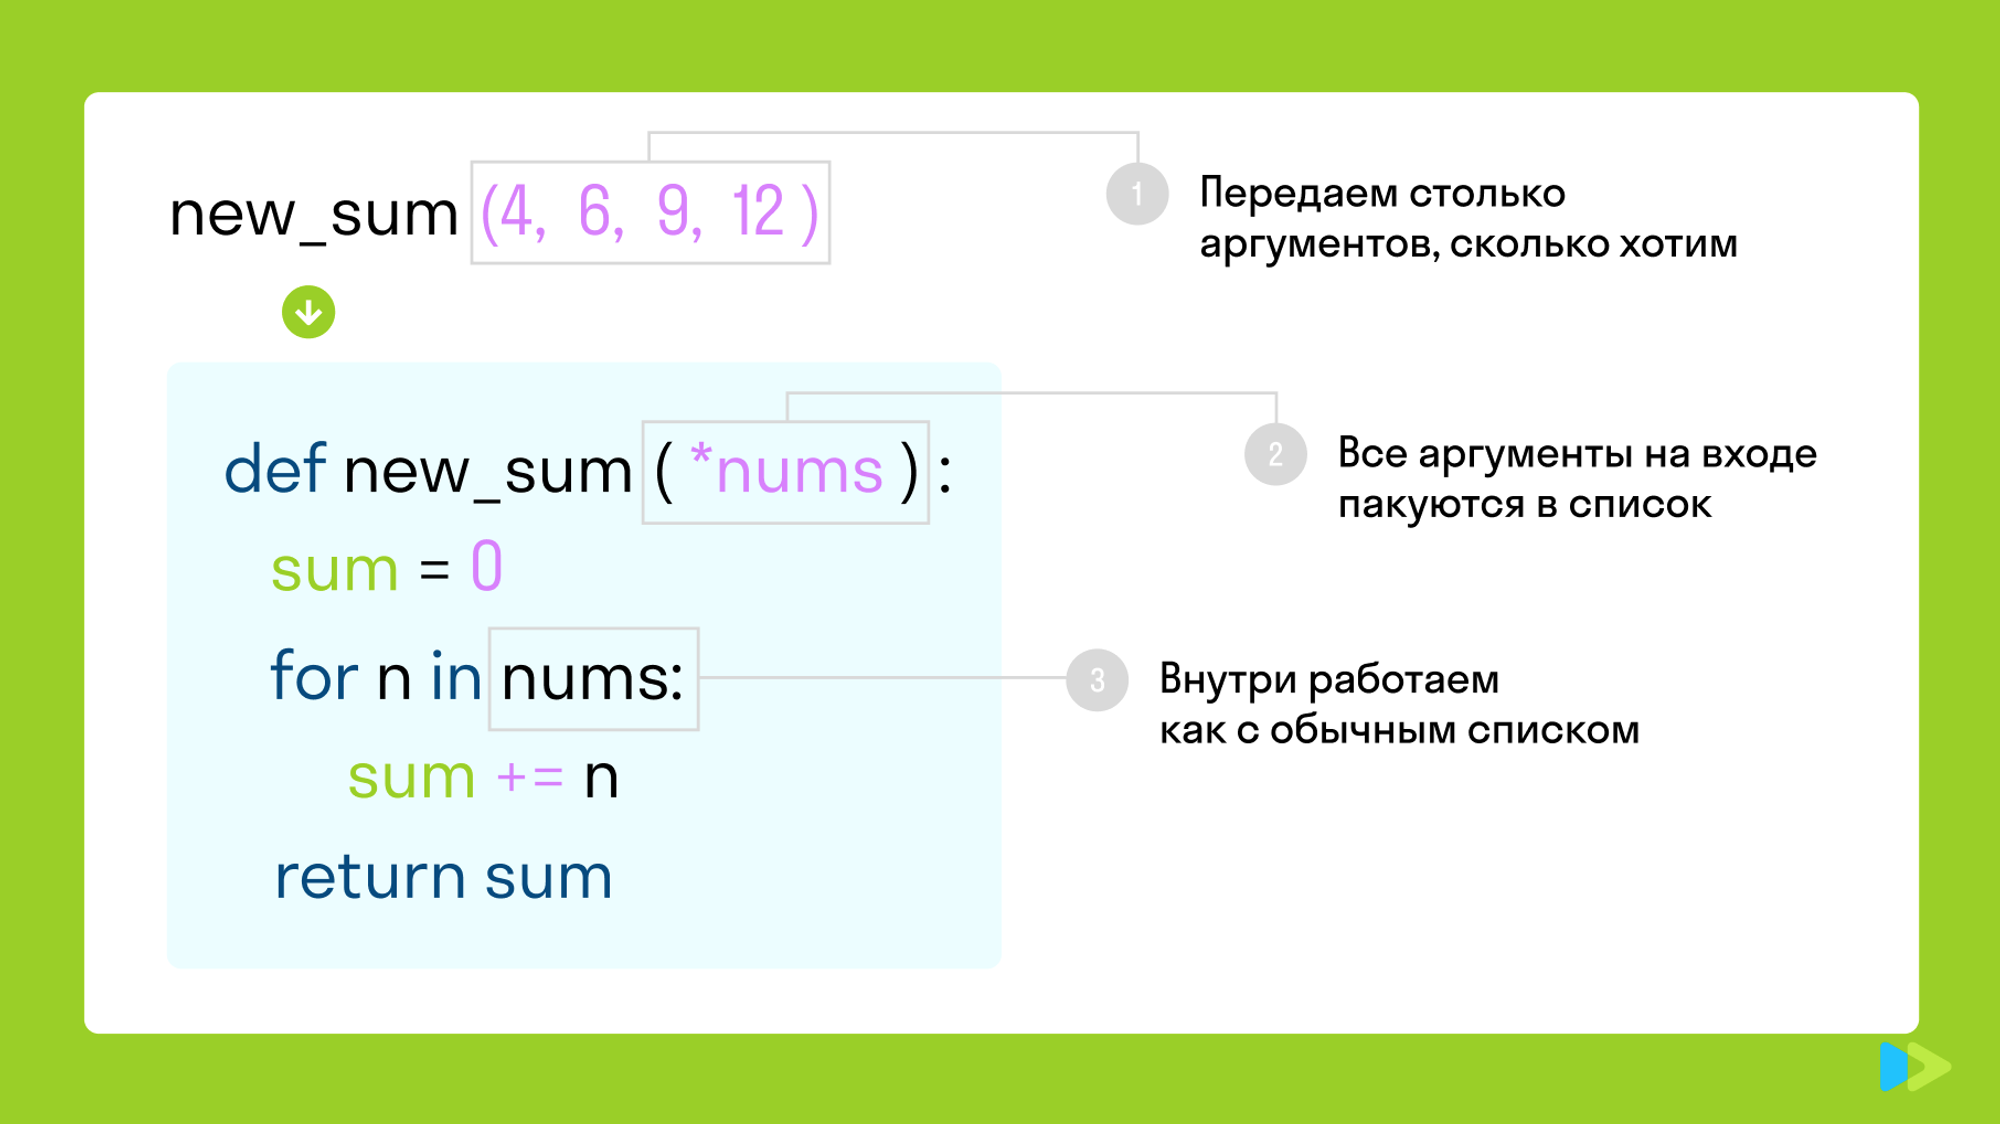 new_sum (4, 6, 9, 12 )
1
Передаем столько
аргументов, сколько хотим
def new_sum ( *nums ) :
2
Все аргументы на входе
пакуются в список
sum = 0
for n in nums:
3
Внутри работаем
как с обычным списком
sum += n
return sum